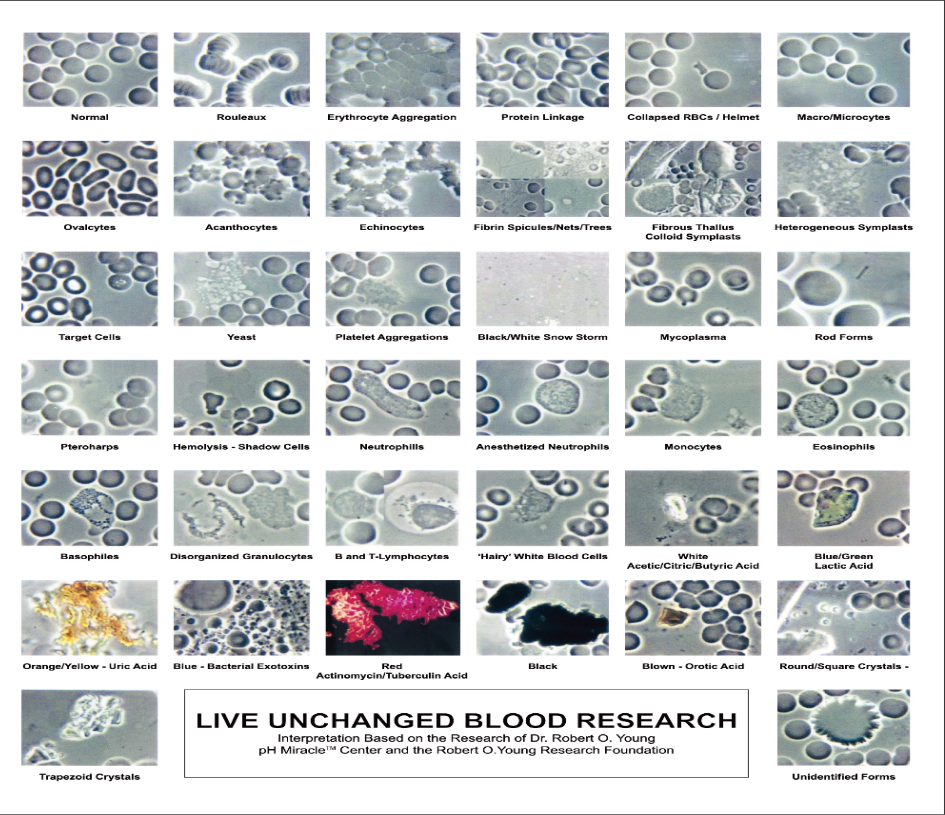 Normal
Rouleaux
Erythrocyte Aggregation
Protein Linkage
Collapsed RBCs / Helmet
Macro/Microcytes
Ovalcytes
Acanthocytes
Echinocytes
Fibrin Spicules/Nets/Trees
Fibrous Thallus
Colloid Symplasts
Heterogeneous Symplasts
Target Cells
Yeast
Platelet Aggregations
Black/White Snow Storm
Mycoplasma
Rod Forms
Pteroharps
Hemolysis - Shadow Cells
Neutrophills
Anesthetized Neutrophils
Monocytes
Eosinophils
Basophiles
Disorganized Granulocytes
B and T-Lymphocytes
‘Hairy’ White Blood Cells
White
Acetic/Citric/Butyric Acid
Blue/Green
Lactic Acid
Orange/Yellow - Uric Acid
Blue - Bacterial Exotoxins
Red
Actinomycin/Tuberculin Acid
Black
Blown - Orotic Acid
Round/Square Crystals -
Trapezoid Crystals
LIVE UNCHANGED BLOOD RESEARCH
Interpretation Based on the Research of Dr. Robert O. Young
pH Miracle™ Center and the Robert O.Young Research Foundation
Unidentified Forms